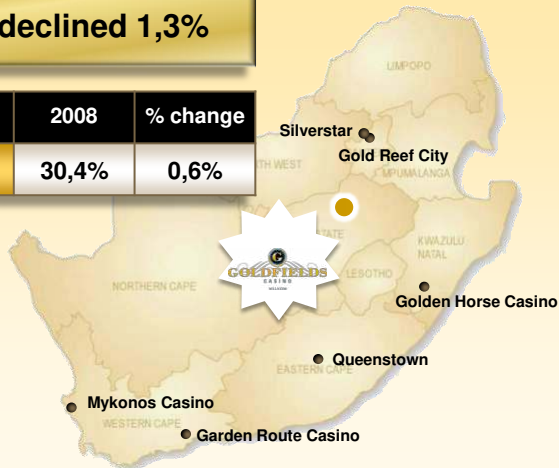 declined 1,3%
2008 % change
30,4% 0,6%
LIMPOPO
Silverstar
Gold Reef City
TH WEST
MPUMALANGA
STATE
KWAZULU
NATAL
G
GOLDFIELDS
CASINO
WELKOM
LESOTHO
NORTHERN CAPE
Golden Horse Casino
Queenstown
EASTERN CAPE
Mykonos Casino
WESTERN CAPE
Garden Route Casino